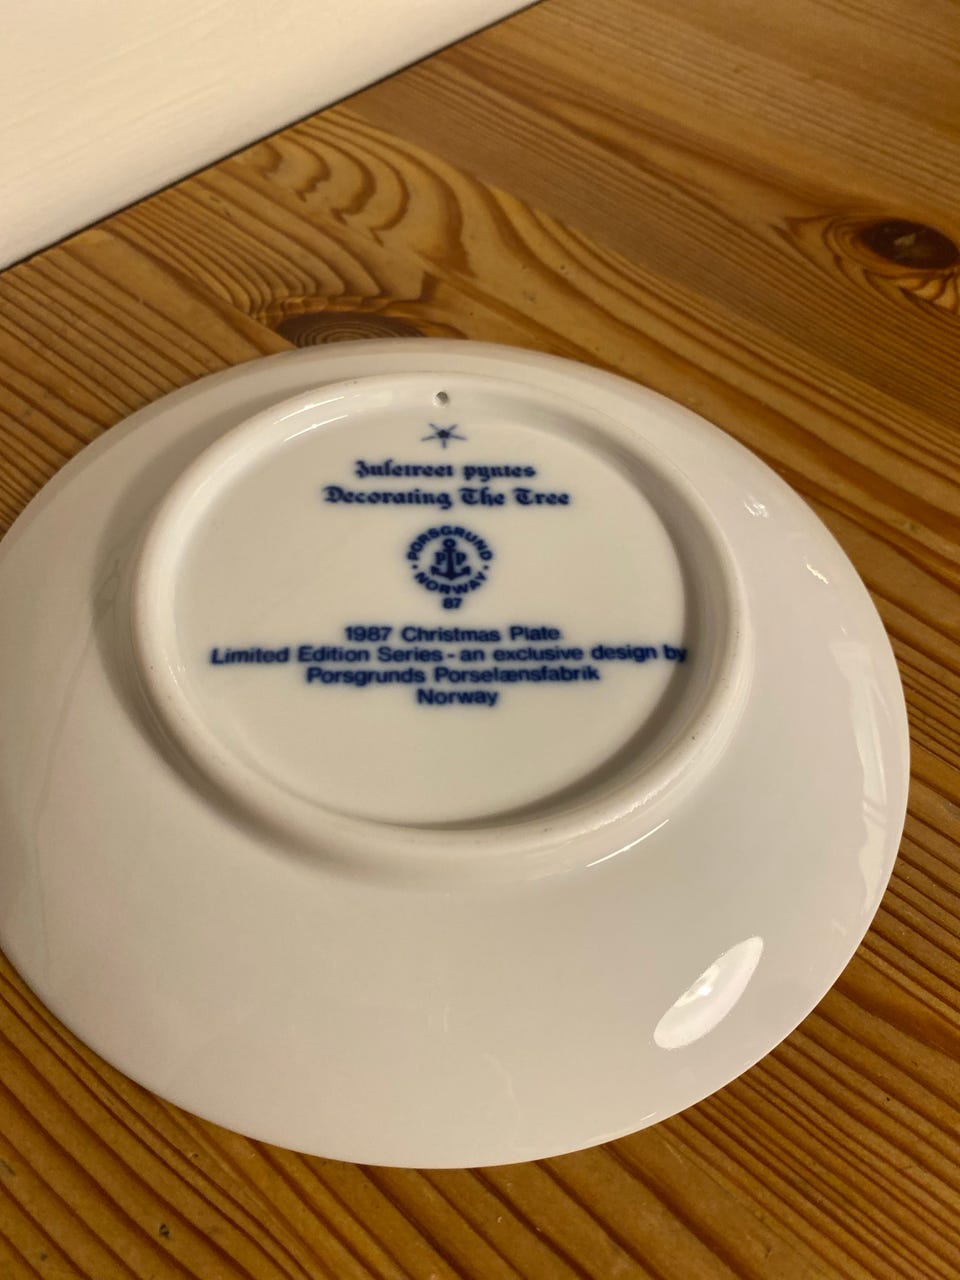 Juletreet pyntes
Decorating The Tree
PORSGRUND
PP
NORWAY
87
1987 Christmas Plate
Limited Edition Series - an exclusive design by
Porsgrunds Porselænsfabrik
Norway